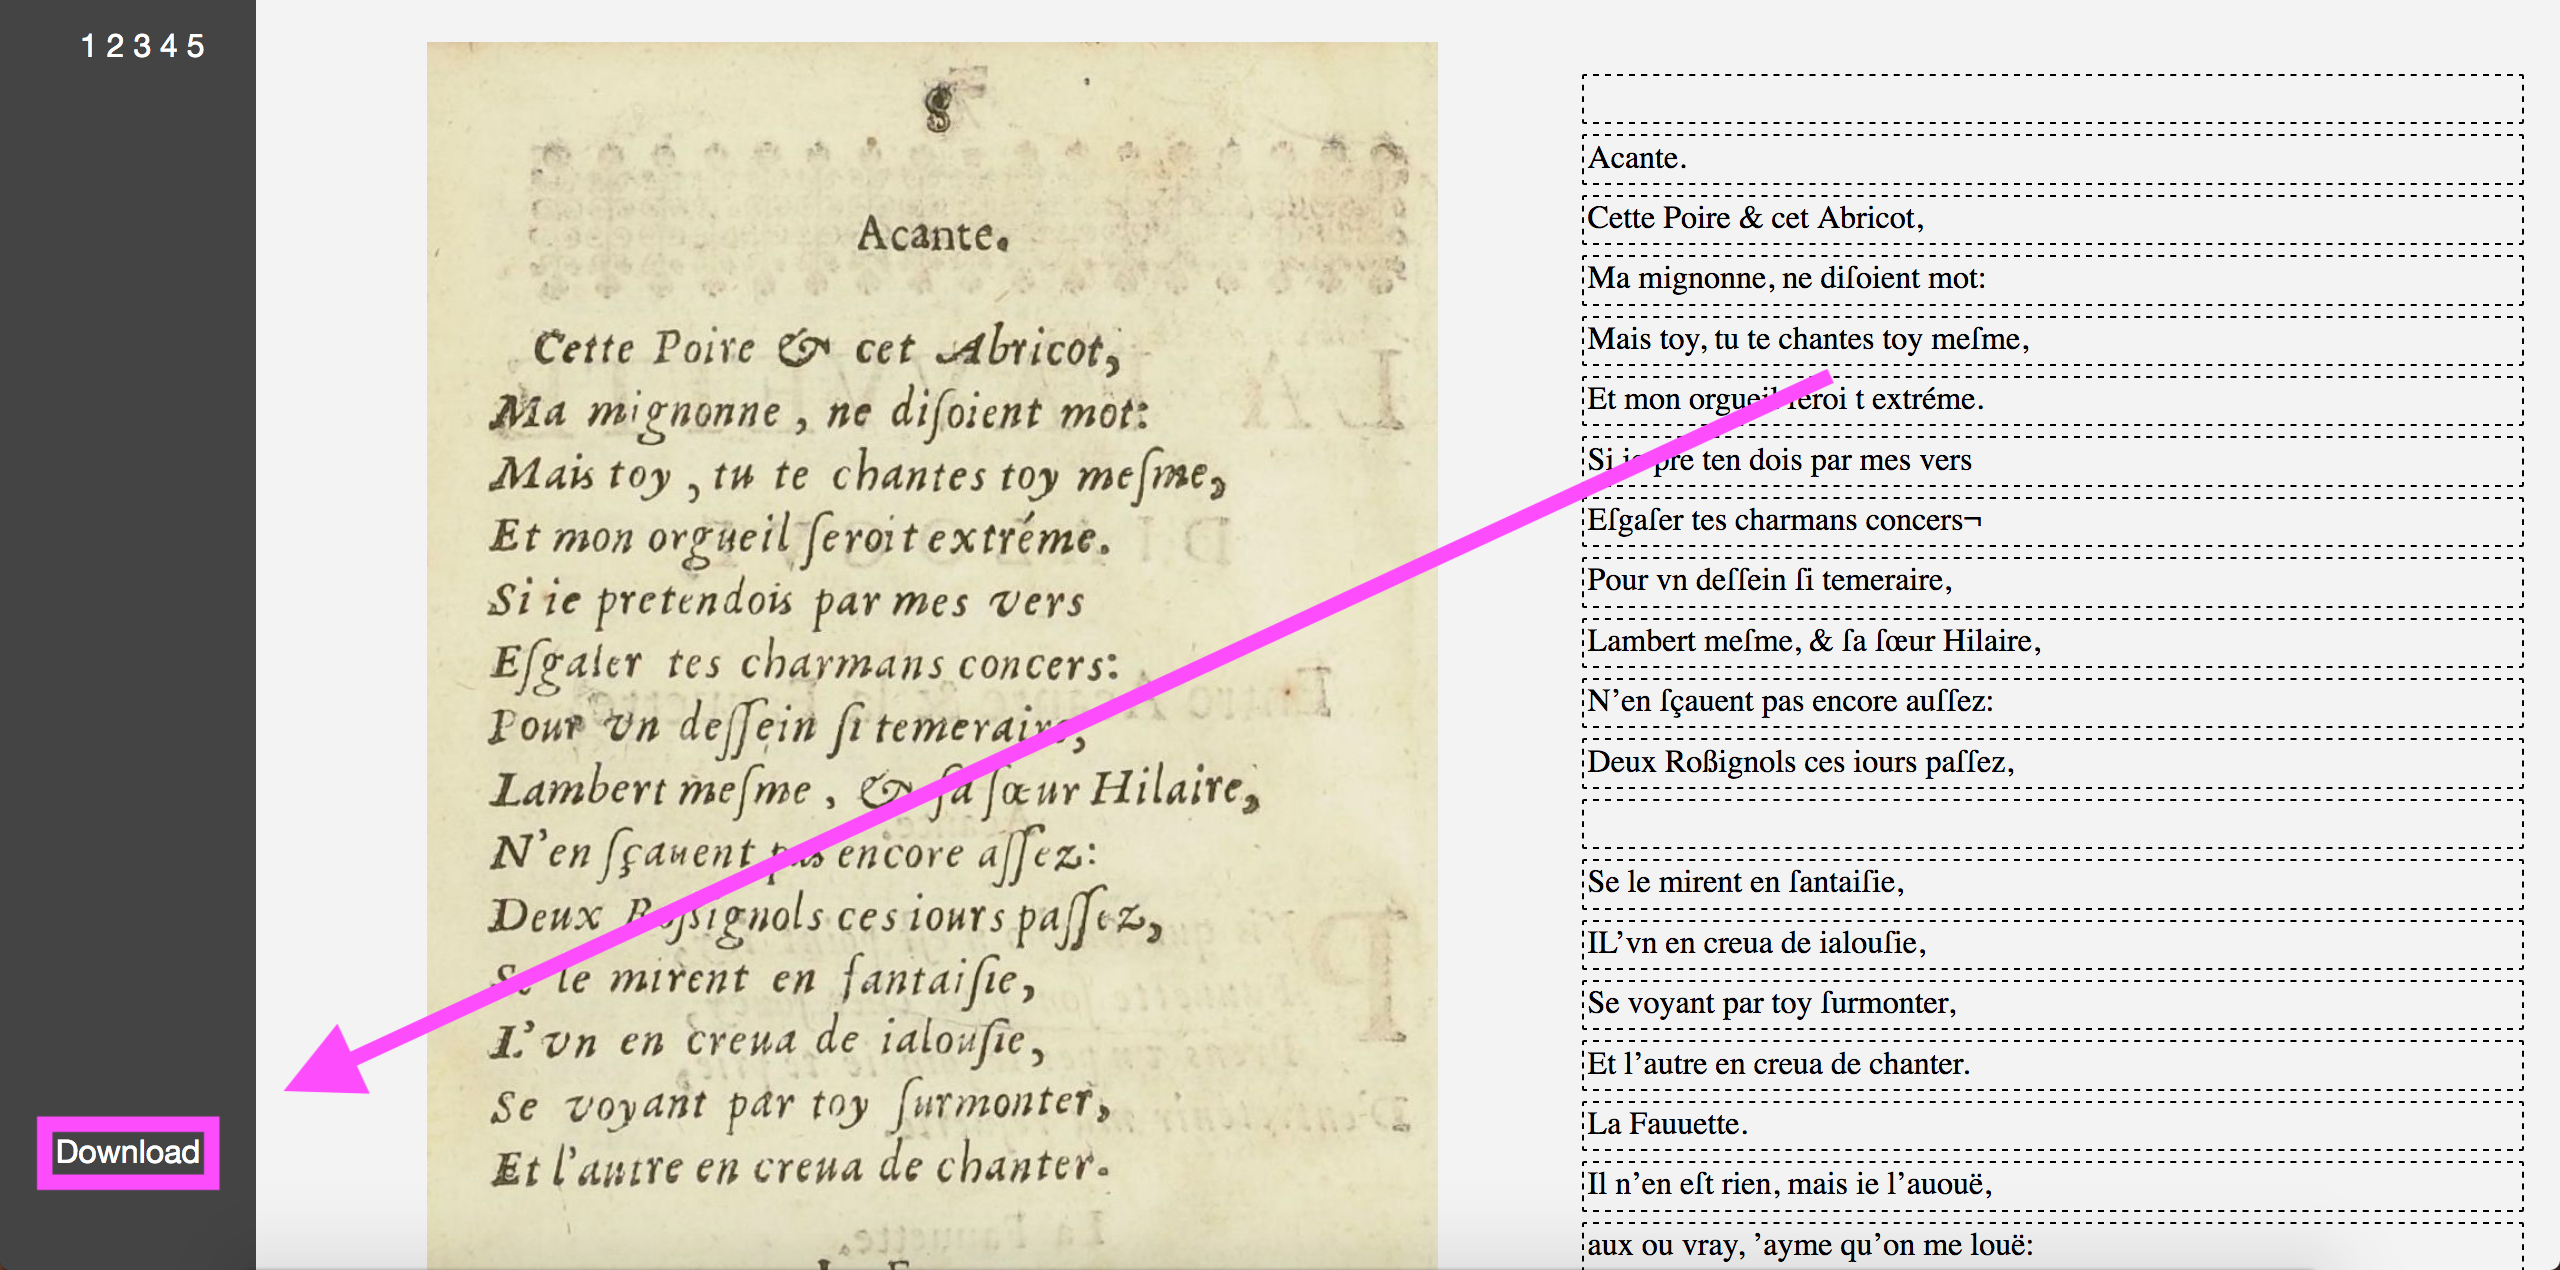 1 2 3 4 5
Download
8
Acante.
Cette Poire & cet Abricot,
Ma mignonne, ne diſoient mot:
Mais toy, tu te chantes toy meſme,
Et mon orgueil ſeroit extréme.
Si ie pretendois par mes vers
Eſgaler tes charmans concers:
Pour vn deſſein ſi temeraire,
Lambert meſme, & ſa ſœur Hilaire,
N'en ſçauent pas encore aſſez:
Deux Roſsignols ces iours paſſez,
Se le mirent en fantaiſie,
L'vn en creua de ialouſie,
Se voyant par toy ſurmonter,
Et l'autre en creua de chanter.
Acante.
Cette Poire & cet Abricot,
Ma mignonne, ne diſoient mot:
Mais toy, tu te chantes toy meſme,
Et mon orgueil ſeroi t extréme.
Si ie pre ten dois par mes vers
Eſgaſer tes charmans concers¬
Pour vn deſſein ſi temeraire,
Lambert meſme, & ſa ſœur Hilaire,
N’en ſçauent pas encore auſſez:
Deux Roßignols ces iours paſſez,
Se le mirent en ſantaiſie,
IL’vn en creua de ialouſie,
Se voyant par toy ſurmonter,
Et l’autre en creua de chanter.
La Fauuette.
Il n’en eſt rien, mais ie l’auouë,
aux ou vray, ’ayme qu’on me louë: